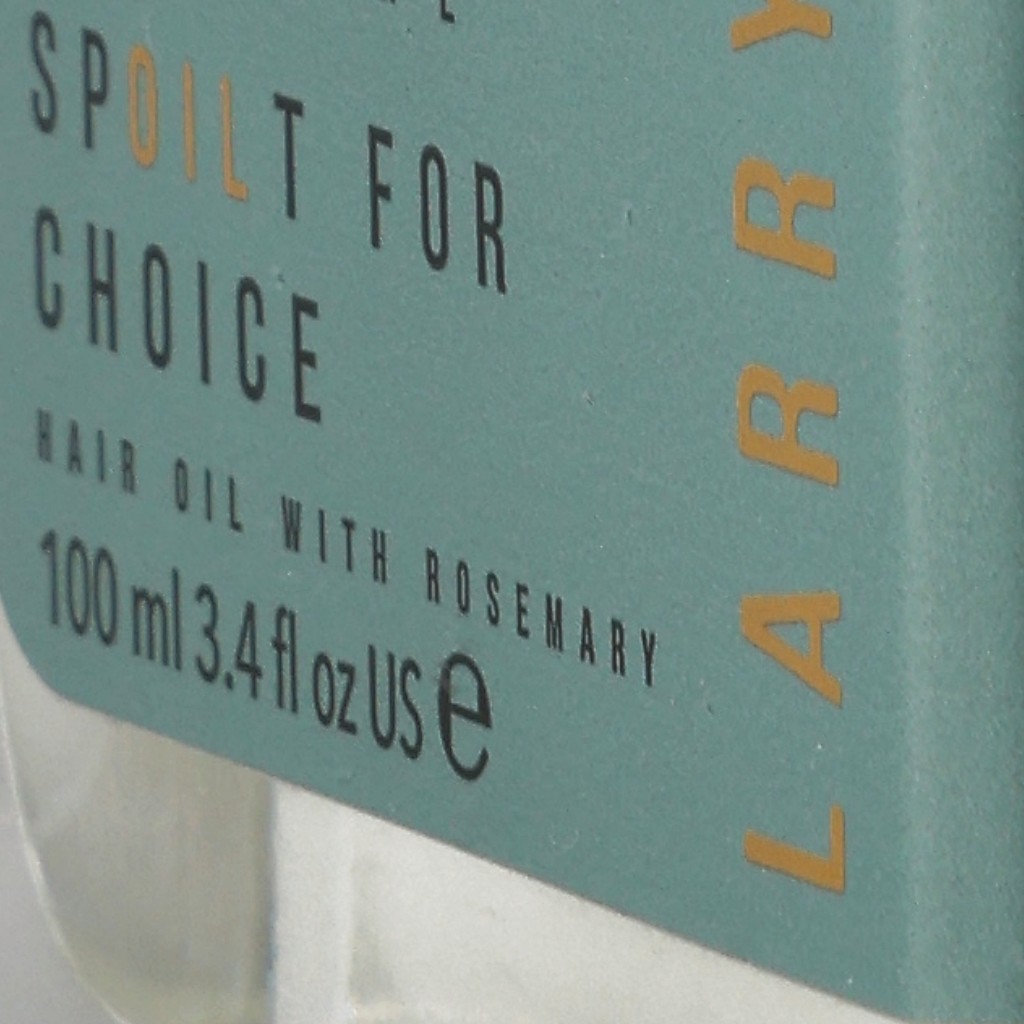 SPOILT FOR
CHOICE
HAIR OIL WITH ROSEMARY
100 ml 3.4 fl oz US e
LARRY